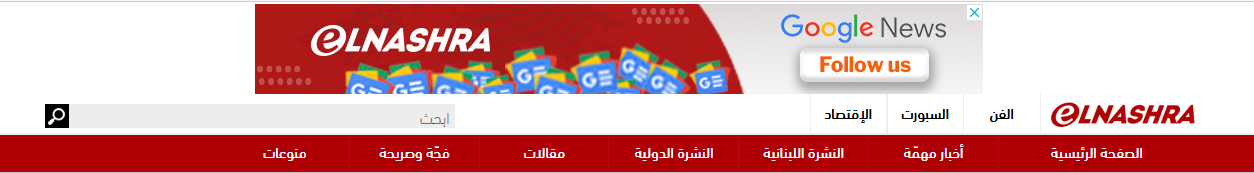 eLNASHRA
Google News
Follow us
eLNASHRA
الفن
السبورت
الإقتصاد
ابحث
الصفحة الرئيسية
أخبار مهمّة
النشرة اللبنانية
النشرة الدولية
مقالات
فجّة وصريحة
منوعات